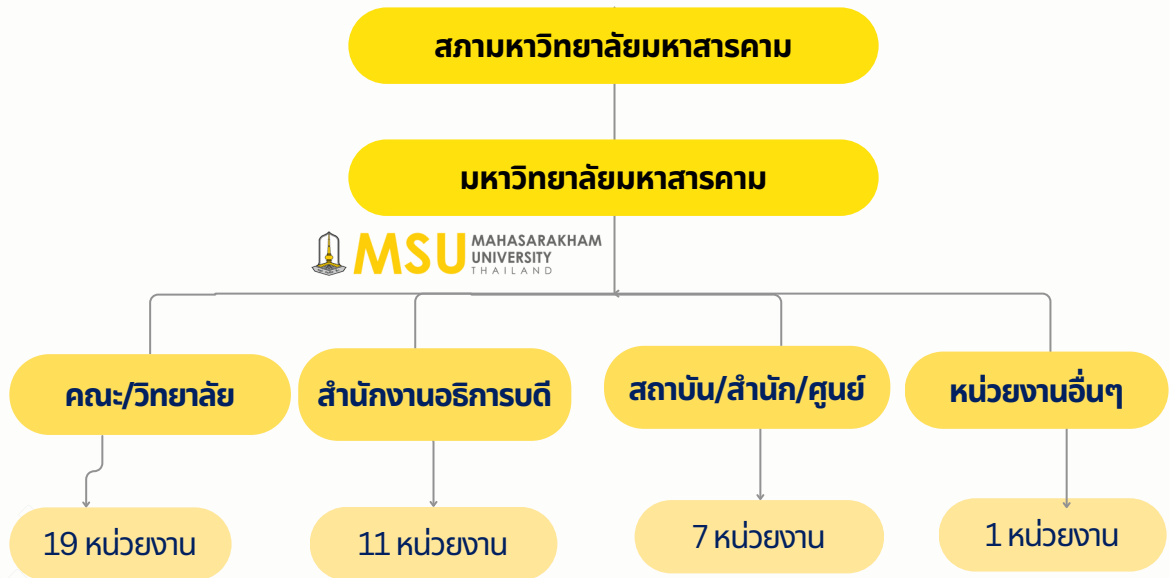 สภามหาวิทยาลัยมหาสารคาม
มหาวิทยาลัยมหาสารคาม
MSU MAHASARAKHAM
UNIVERSITY
THAILAND
คณะ/วิทยาลัย
สำนักงานอธิการบดี
สถาบัน/สำนัก/ศูนย์
หน่วยงานอื่นๆ
19 หน่วยงาน
11 หน่วยงาน
7 หน่วยงาน
1 หน่วยงาน